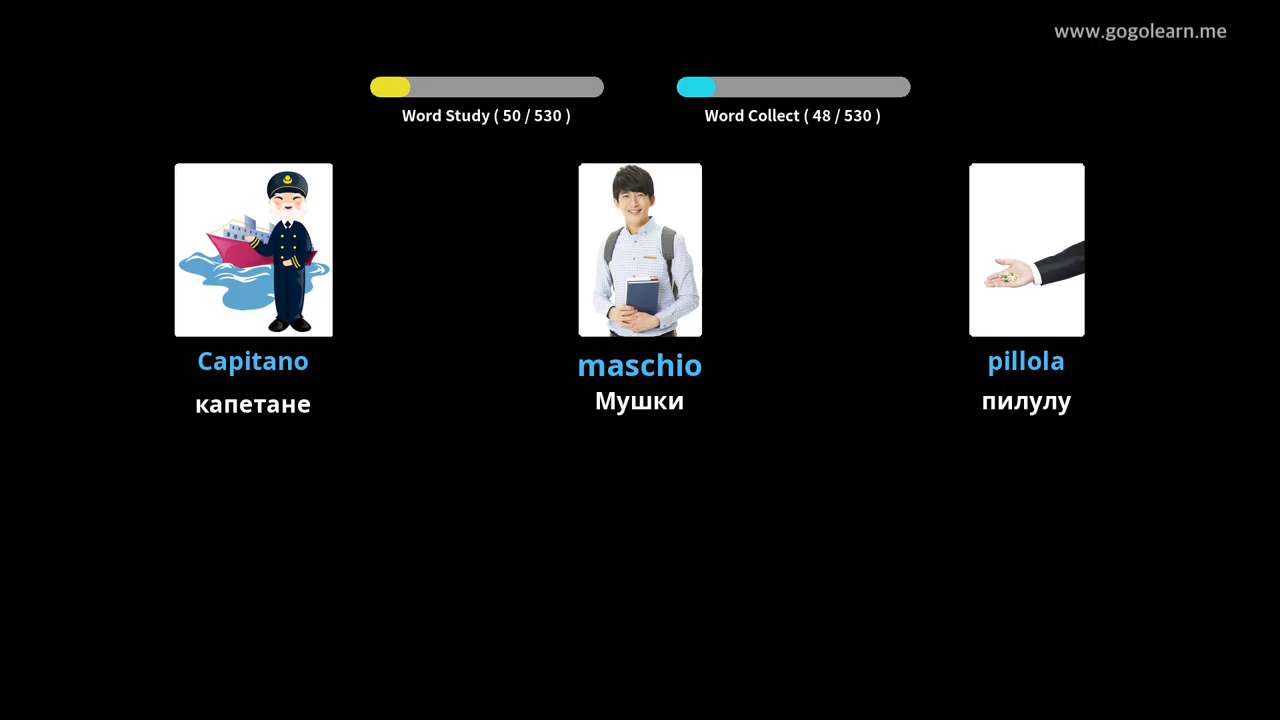 www.gogolearn.me
Word Study ( 50 / 530 )
Word Collect ( 48 / 530 )
Capitano
капетане
maschio
Мушки
pillola
пилулу